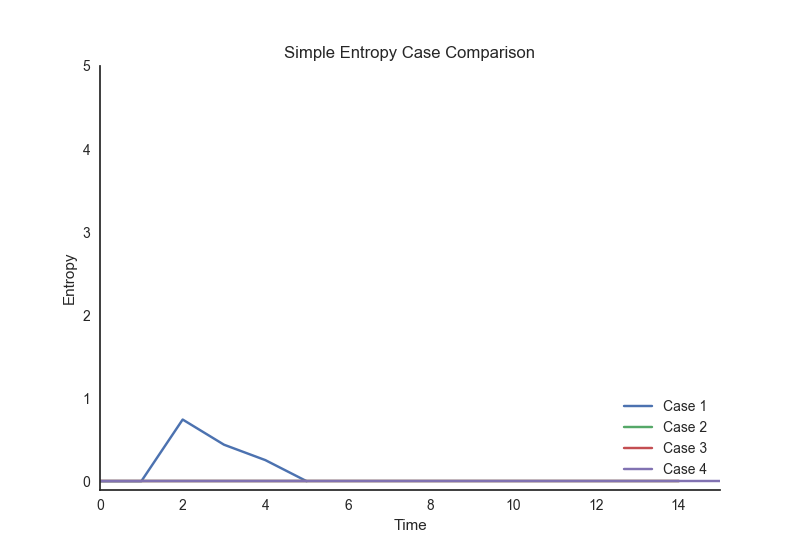 Simple Entropy Case Comparison
5
4
3
2
1
0
Entropy
0 2 4 6 8 10 12 14
Time
Case 1
Case 2
Case 3
Case 4